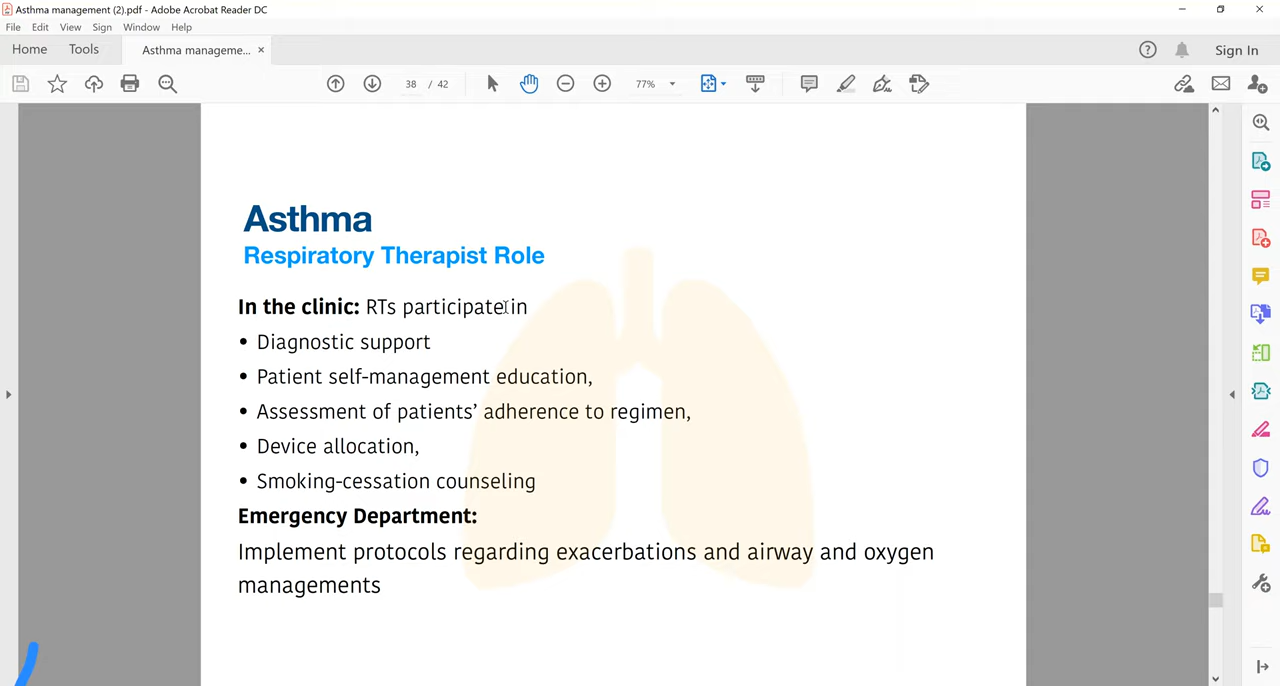 Asthma management (2).pdf - Adobe Acrobat Reader DC
File Edit View Sign Window Help
Home Tools Asthma manageme... ×
Sign In
38 / 42 77%
Asthma
Respiratory Therapist Role
In the clinic: RTs participate in
• Diagnostic support
• Patient self-management education,
• Assessment of patients’ adherence to regimen,
• Device allocation,
• Smoking-cessation counseling
Emergency Department:
Implement protocols regarding exacerbations and airway and oxygen
managements